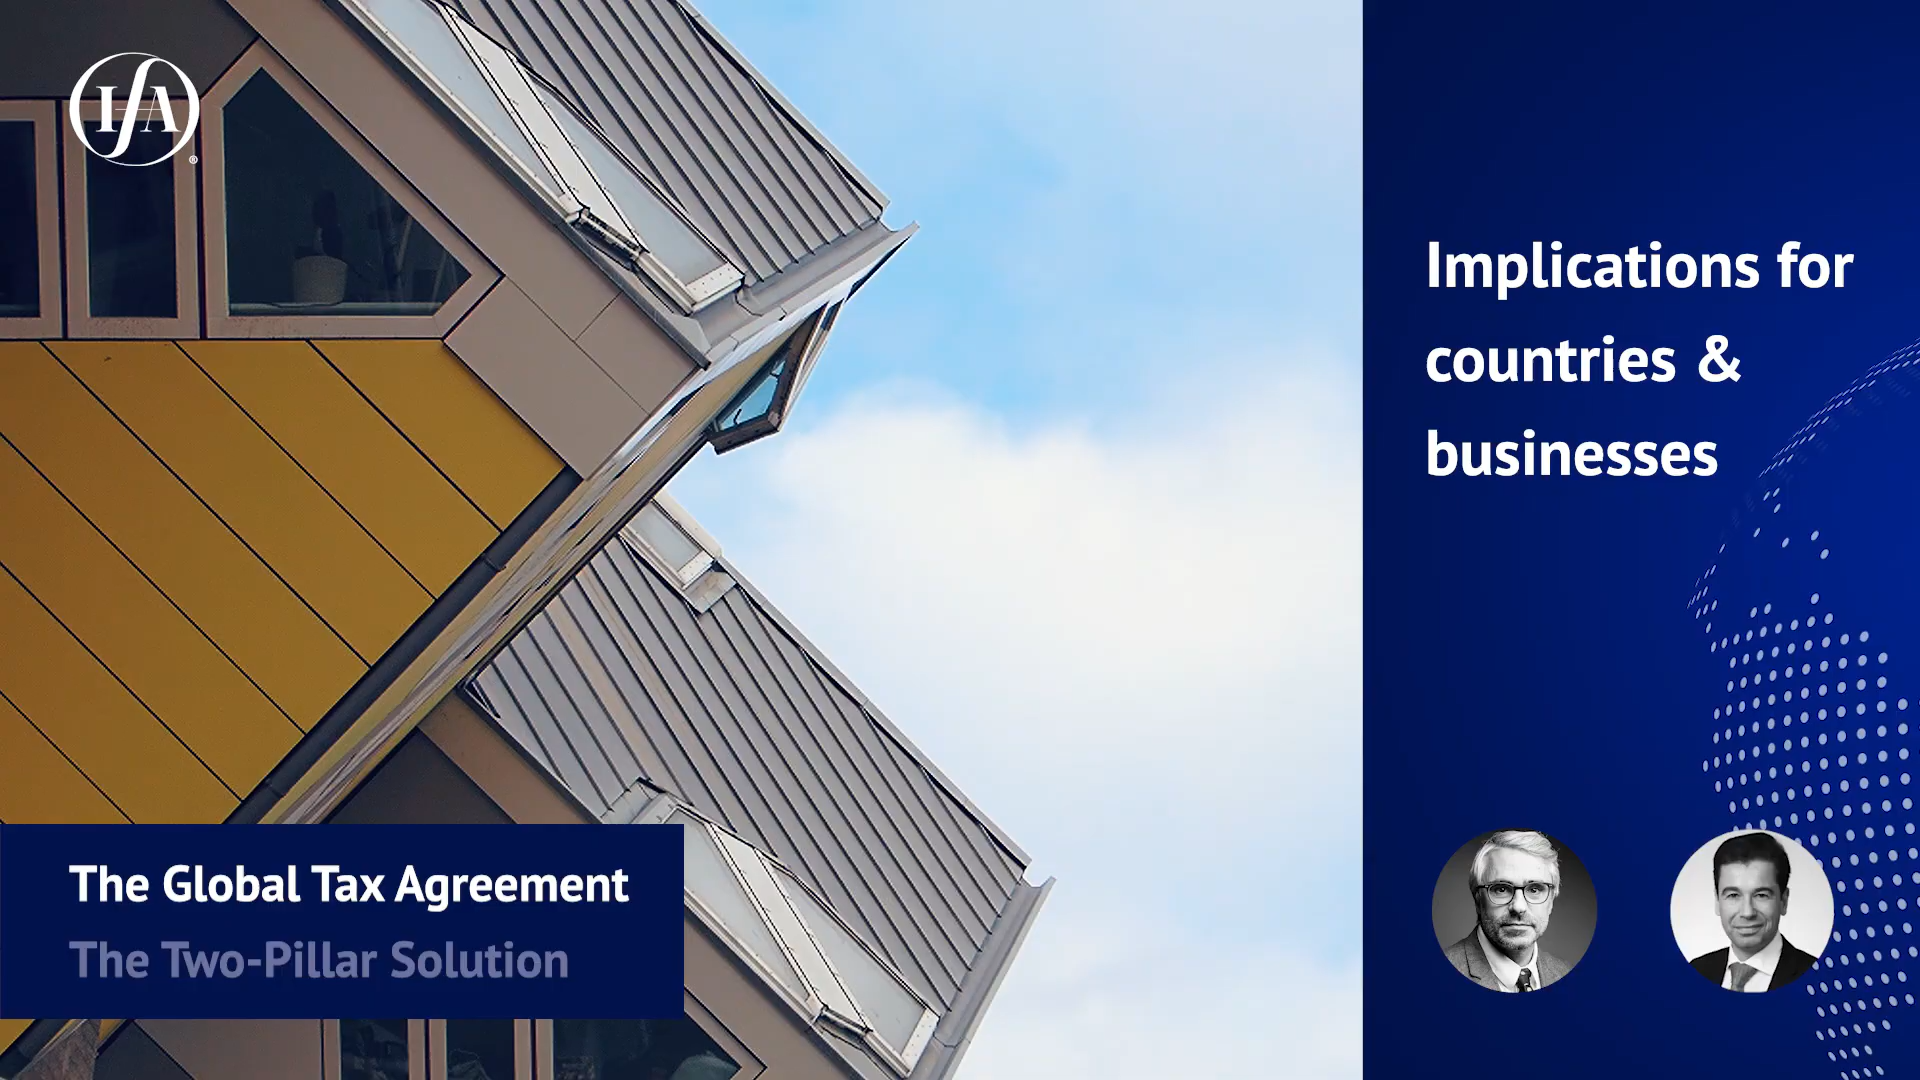 IFA
®
Implications for
countries &
businesses
The Global Tax Agreement
The Two-Pillar Solution